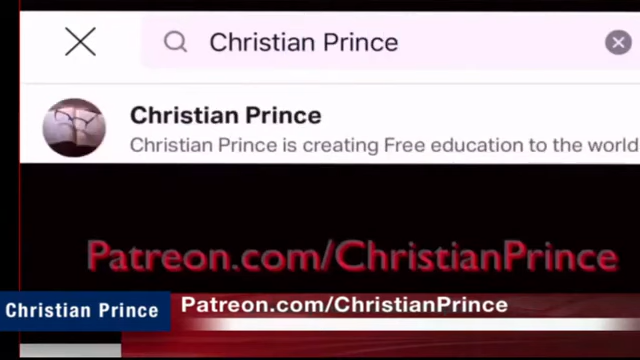 Christian Prince
Christian Prince
Christian Prince is creating Free education to the world
Patreon.com/ChristianPrince
Christian Prince
Patreon.com/ChristianPrince